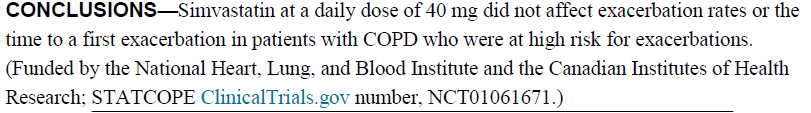 CONCLUSIONS—Simvastatin at a daily dose of 40 mg did not affect exacerbation rates or the
time to a first exacerbation in patients with COPD who were at high risk for exacerbations.
(Funded by the National Heart, Lung, and Blood Institute and the Canadian Institutes of Health
Research; STATCOPE ClinicalTrials.gov number, NCT01061671.)